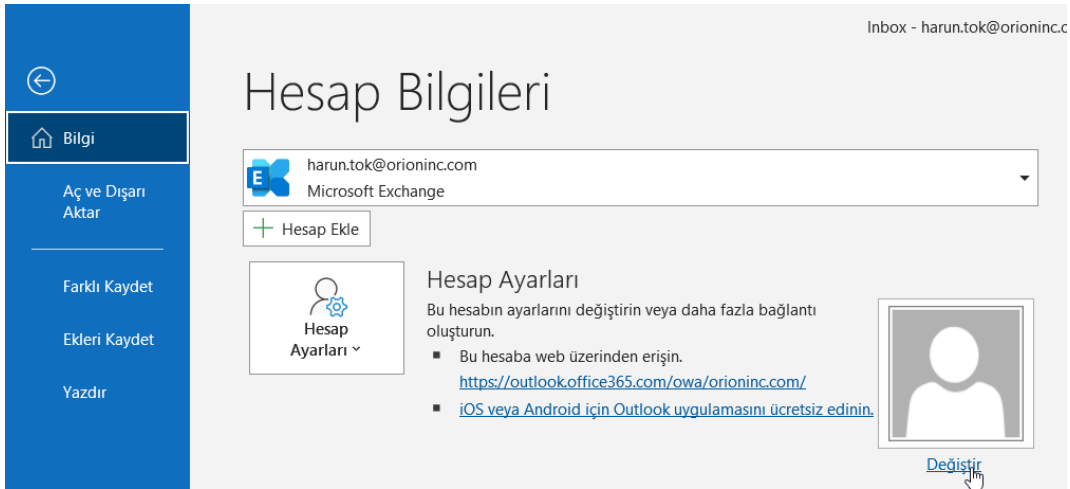 Inbox - harun.tok@orioninc.c
Hesap Bilgileri
Bilgi
Aç ve Dışarı
Aktar
Farklı Kaydet
Ekleri Kaydet
Yazdır
harun.tok@orioninc.com
Microsoft Exchange
Hesap Ekle
Hesap
Ayarları
Hesap Ayarları
Bu hesabın ayarlarını değiştirin veya daha fazla bağlantı
oluşturun.
Bu hesaba web üzerinden erişin.
https://outlook.office365.com/owa/orioninc.com/
iOS veya Android için Outlook uygulamasını ücretsiz edinin.
Değiştir